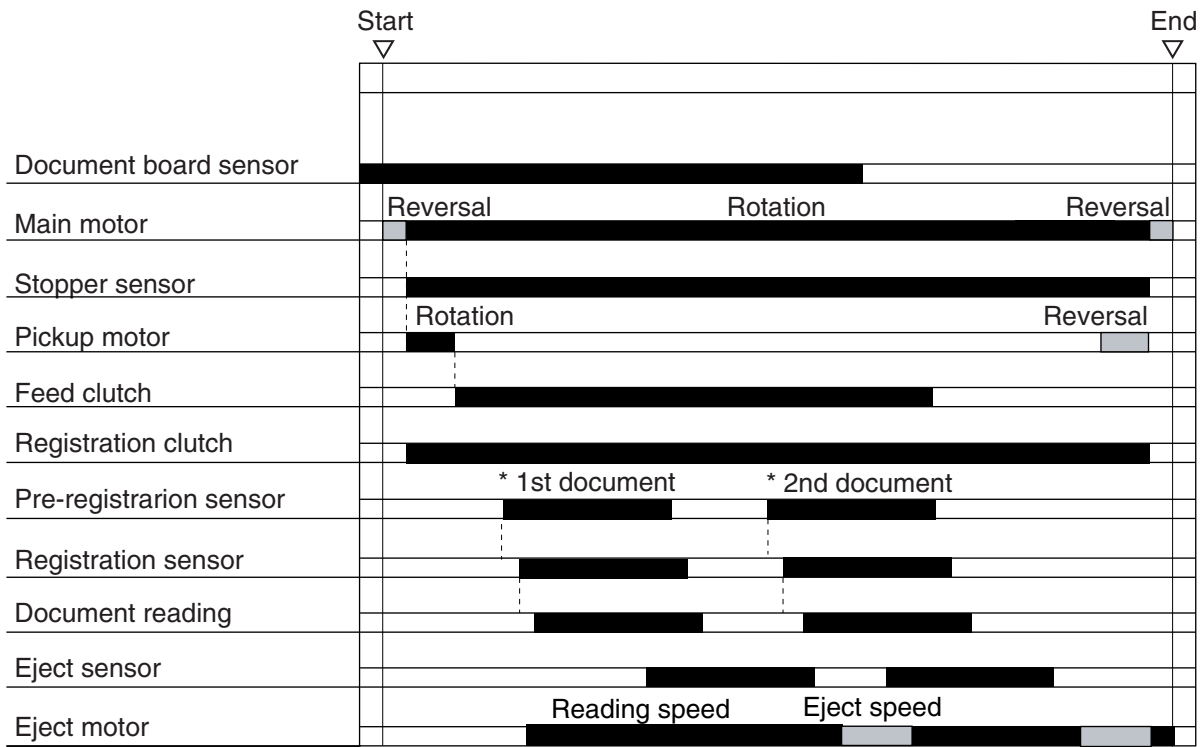 Start End
Document board sensor
Reversal Rotation Reversal
Main motor
Stopper sensor
Rotation Reversal
Pickup motor
Feed clutch
Registration clutch
* 1st document * 2nd document
Pre-registrarion sensor
Registration sensor
Document reading
Eject sensor
Reading speed Eject speed
Eject motor